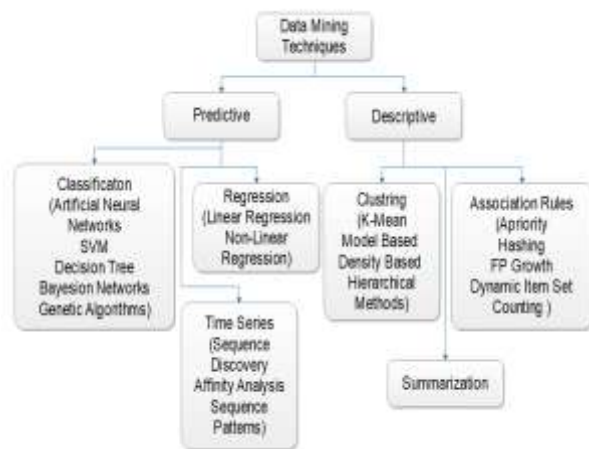 Data Mining
Techniques
Predictive
Descriptive
Classificaton
(Artificial Neural
Networks
SVM
Decision Tree
Bayesion Networks
Genetic Algorithms)
Regression
(Linear Regression
Non-Linear
Regression)
Time Series
(Sequence
Discovery
Affinity Analysis
Sequence
Patterns)
Clustring
(K-Mean
Model Based
Density Based
Hierarchical
Methods)
Association Rules
(Apriority
Hashing
FP Growth
Dynamic Item Set
Counting )
Summarization